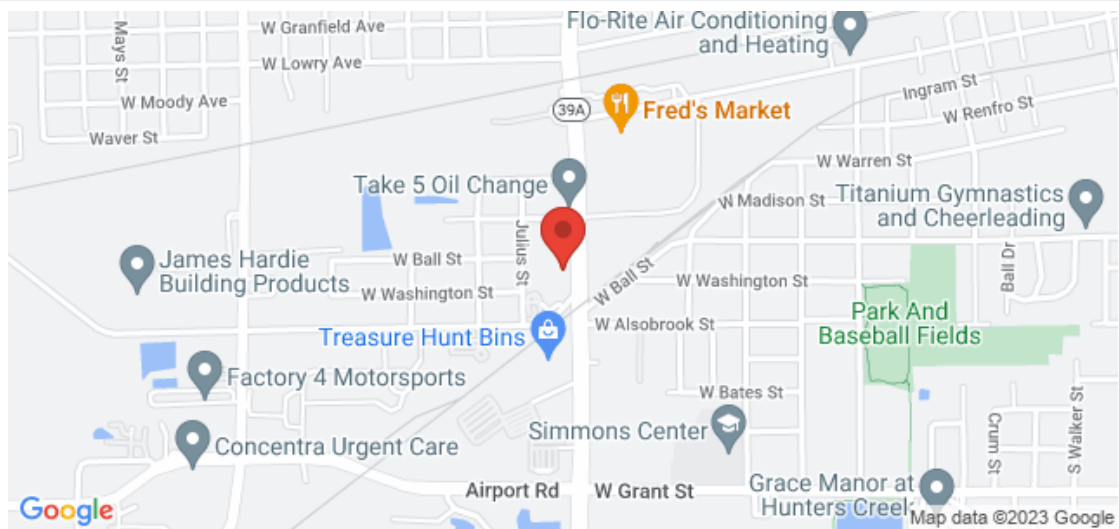 W Granfield Ave
Flo-Rite Air Conditioning
and Heating
Mays St
W Lowry Ave
W Moody Ave
Waver St
39A
Fred's Market
Ingram St
W Renfro St
W Warren St
Take 5 Oil Change
W Madison St
Titanium Gymnastics
and Cheerleading
Julius St
James Hardie
Building Products
W Ball St
W Washington St
W Ball St
W Washington St
Ball Dr
Treasure Hunt Bins
W Alsobrook St
Park And
Baseball Fields
Factory 4 Motorsports
W Bates St
Simmons Center
Concentra Urgent Care
Crum St
S Walker St
Airport Rd
W Grant St
Grace Manor at
Hunters Creek
Google
Map data ©2023 Google